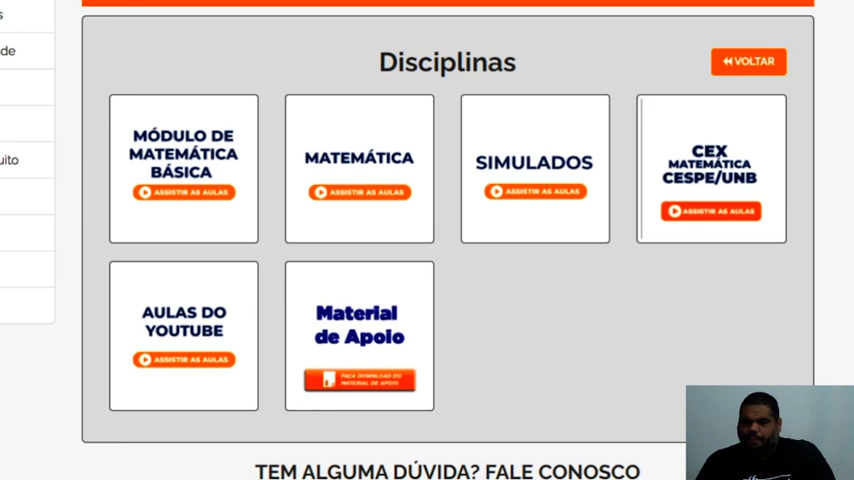 s
de
uito
Disciplinas
VOLTAR
MÓDULO DE
MATEMÁTICA
BÁSICA
ASSISTIR AS AULAS
MATEMÁTICA
ASSISTIR AS AULAS
SIMULADOS
ASSISTIR AS AULAS
CEX
MATEMÁTICA
CESPE/UNB
ASSISTIR AS AULAS
AULAS DO
YOUTUBE
ASSISTIR AS AULAS
Material
de Apoio
FAÇA DOWNLOAD DO
MATERIAL DE APOIO
TEM ALGUMA DÚVIDA? FALE CONOSCO